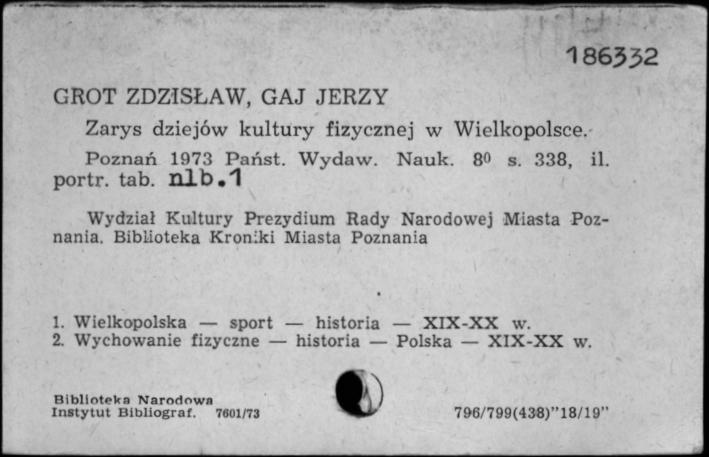 186332
GROT ZDZISŁAW, GAJ JERZY
Zarys dziejów kultury fizycznej w Wielkopolsce.
Poznań 1973 Państ. Wydaw. Nauk. 8⁰ s. 338, il.
portr. tab. nlb.1
Wydział Kultury Prezydium Rady Narodowej Miasta Poz-
nania. Biblioteka Kroniki Miasta Poznania
1. Wielkopolska — sport — historia — XIX-XX w.
2. Wychowanie fizyczne — historia — Polska — XIX-XX w.
Biblioteka Narodowa
Instytut Bibliograf. 7601/73
796/799(438)"18/19"